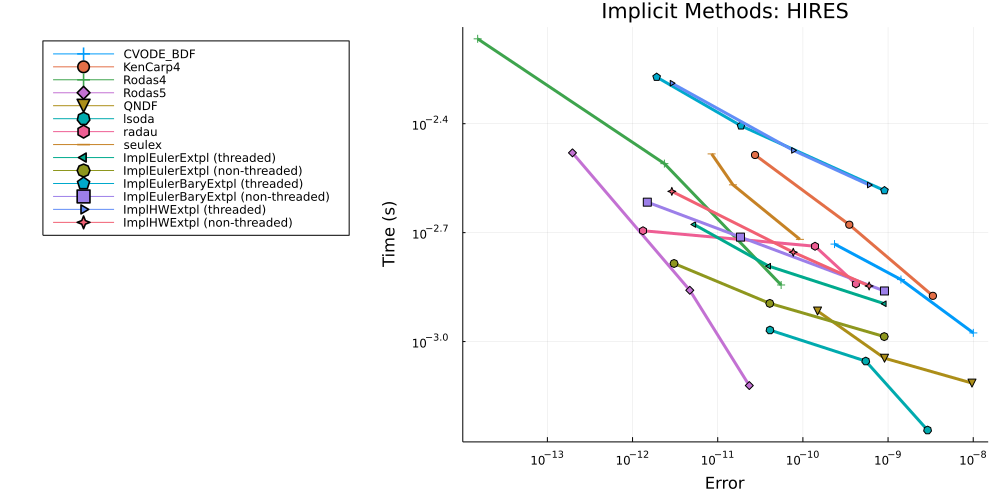 Implicit Methods: HIRES
CVODE_BDF
KenCarp4
Rodas4
Rodas5
QNDF
lsoda
radau
seulex
ImplEulerExtpl (threaded)
ImplEulerExtpl (non-threaded)
ImplEulerBaryExtpl (threaded)
ImplEulerBaryExtpl (non-threaded)
ImplHWExtpl (threaded)
ImplHWExtpl (non-threaded)
Time (s)
10⁻²·⁴
10⁻²·⁷
10⁻³·⁰
10⁻¹³
10⁻¹²
10⁻¹¹
10⁻¹⁰
10⁻⁹
10⁻⁸
Error